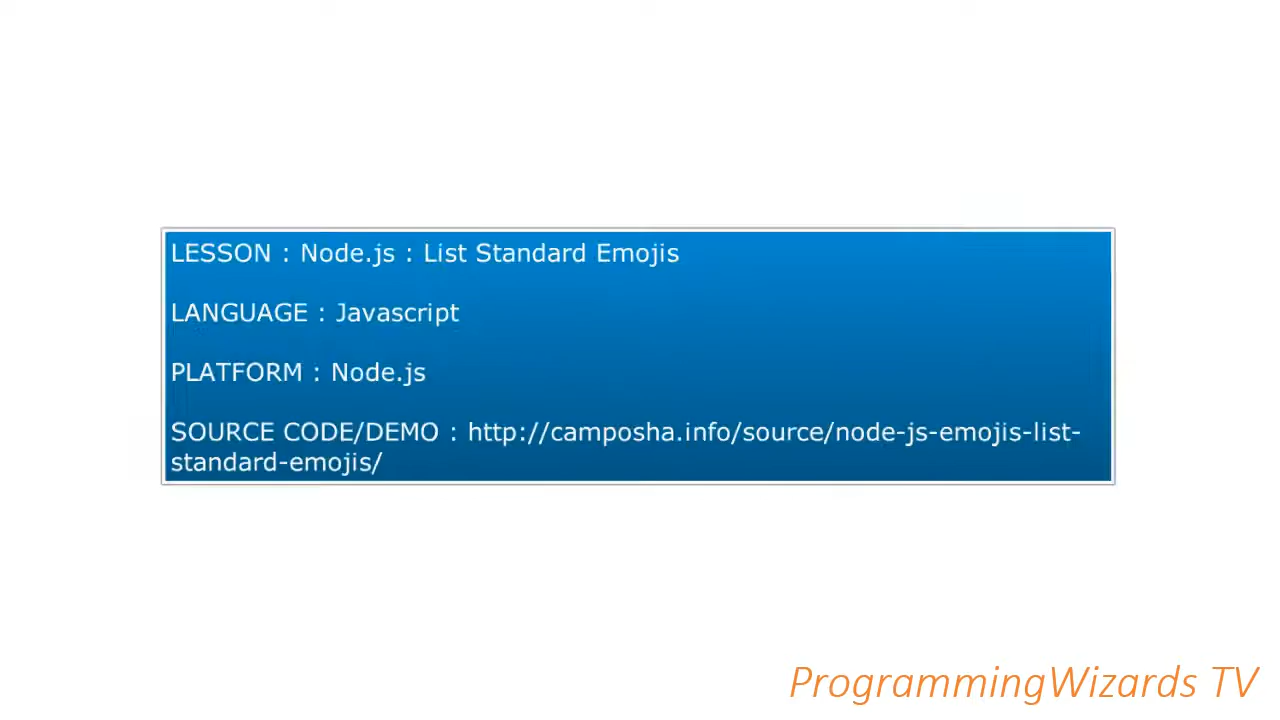 LESSON : Node.js : List Standard Emojis
LANGUAGE : Javascript
PLATFORM : Node.js
SOURCE CODE/DEMO : http://camposha.info/source/node-js-emojis-list-
standard-emojis/
ProgrammingWizards TV